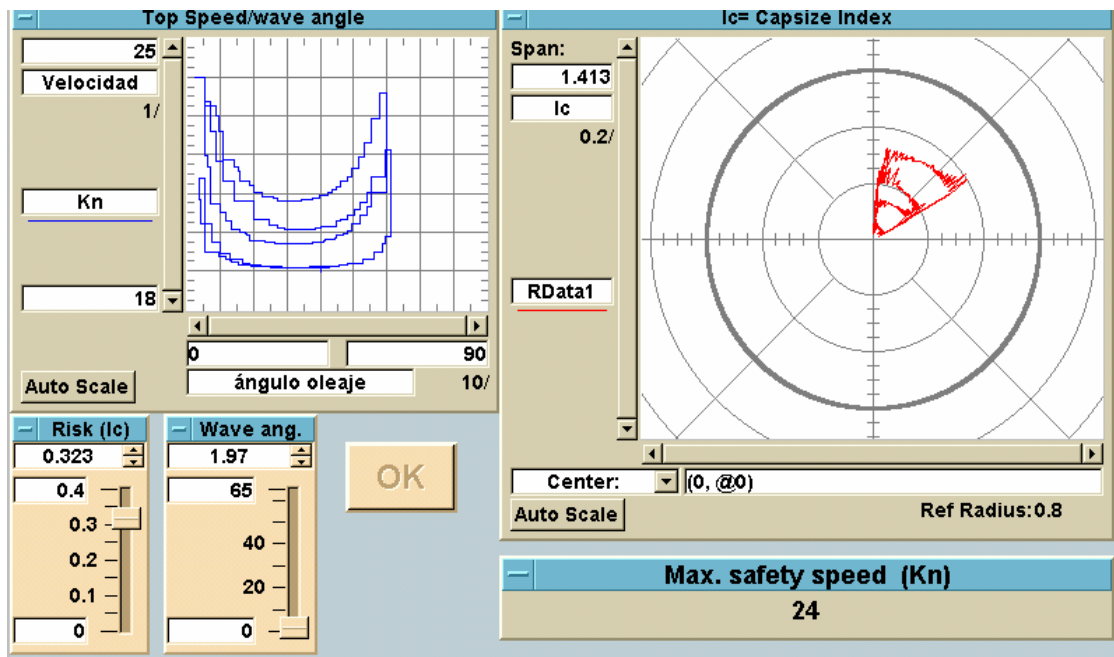 Top Speed/wave angle
25
Velocidad
1/
Kn
18
0
90
Auto Scale
ángulo oleaje
10/
Ic= Capsize Index
Span:
1.413
Ic
0.2/
RData1
Center:
(0, @0)
Auto Scale
Ref Radius:0.8
Risk (Ic)
0.323
0.4
0.3
0.2
0.1
0
Wave ang.
1.97
65
40
20
0
OK
Max. safety speed (Kn)
24